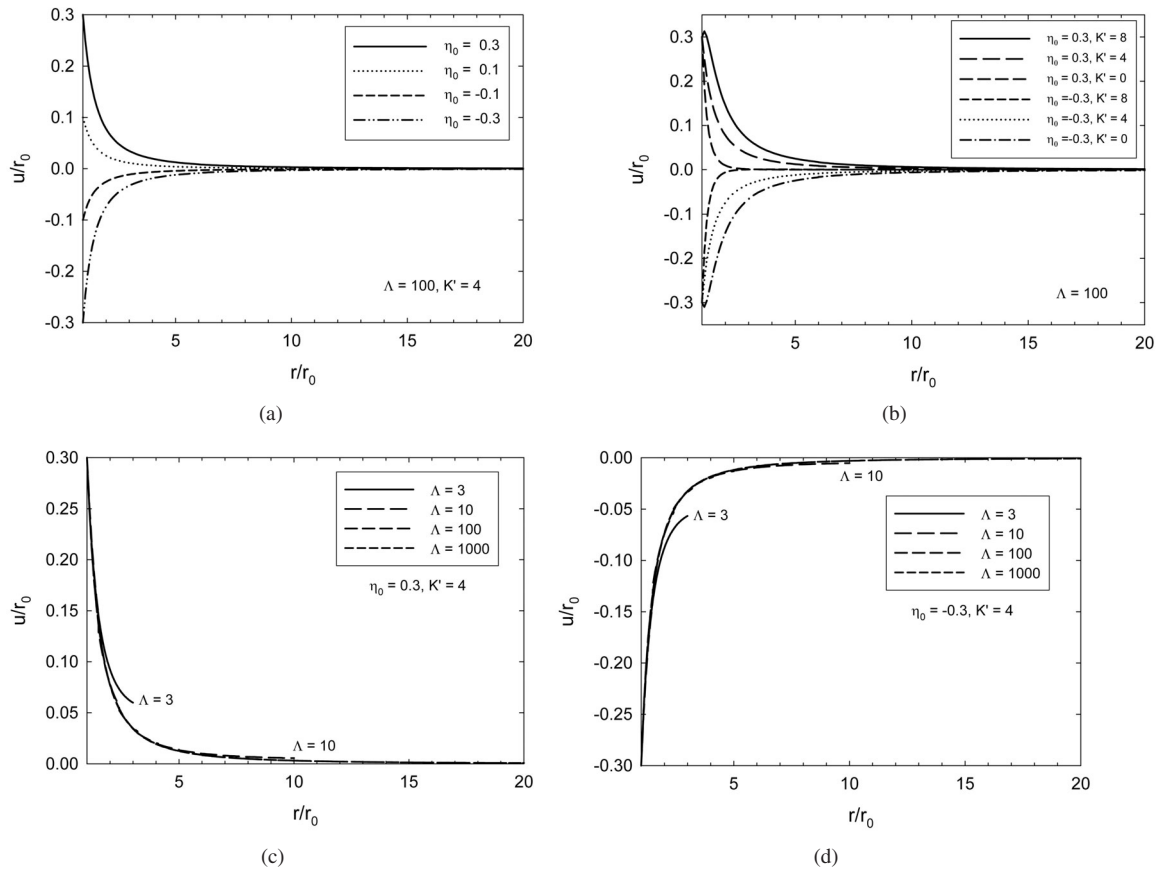 0.3
0.2
0.1
0.0
-0.1
-0.2
-0.3
u/r₀
η₀ = 0.3
η₀ = 0.1
η₀ = -0.1
η₀ = -0.3
Λ = 100, K' = 4
5 10 15 20
r/r₀
(a)
0.3
0.2
0.1
0.0
-0.1
-0.2
-0.3
u/r₀
η₀ = 0.3, K' = 8
η₀ = 0.3, K' = 4
η₀ = 0.3, K' = 0
η₀ =-0.3, K' = 8
η₀ =-0.3, K' = 4
η₀ =-0.3, K' = 0
Λ = 100
5 10 15 20
r/r₀
(b)
0.30
0.25
0.20
0.15
0.10
0.05
0.00
u/r₀
Λ = 3
Λ = 10
Λ = 100
Λ = 1000
η₀ = 0.3, K' = 4
Λ = 3
Λ = 10
5 10 15 20
r/r₀
(c)
0.00
-0.05
-0.10
-0.15
-0.20
-0.25
-0.30
u/r₀
Λ = 10
Λ = 3
Λ = 3
Λ = 10
Λ = 100
Λ = 1000
η₀ = -0.3, K' = 4
5 10 15 20
r/r₀
(d)